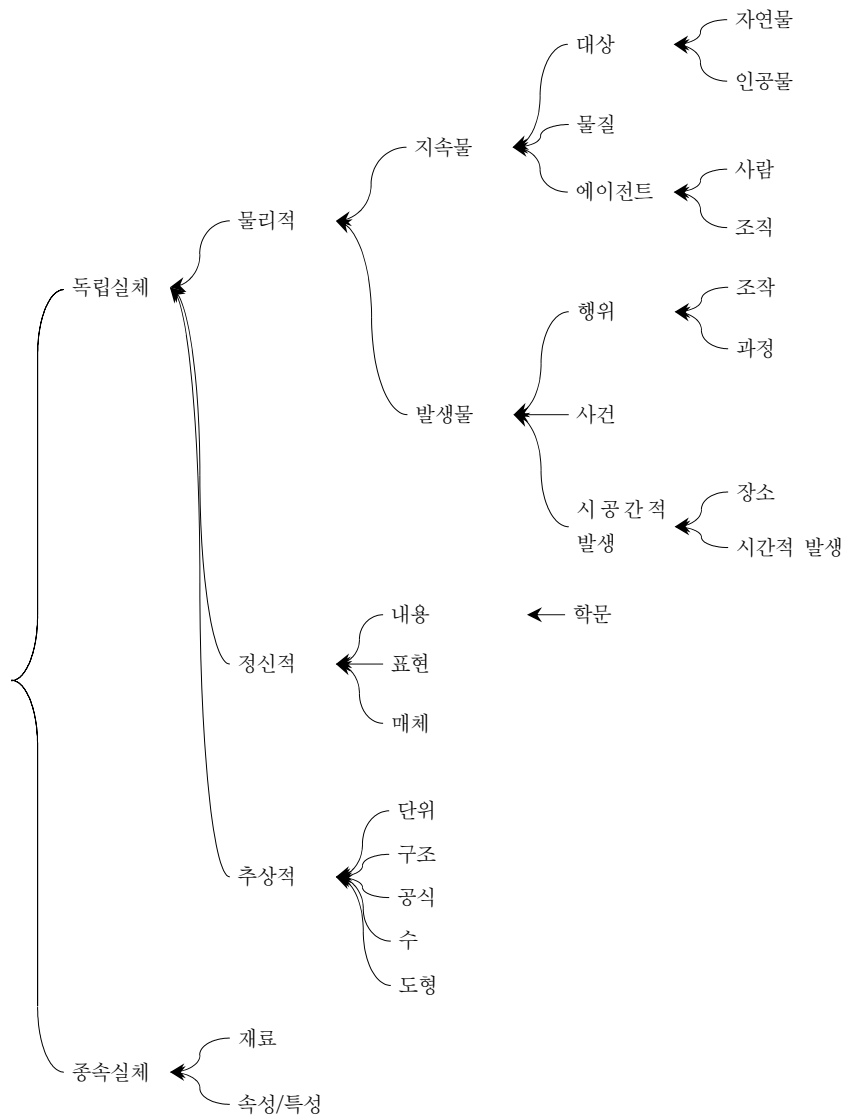 자연물
대상
인공물
물질
지속물
사람
에이전트
조직
물리적
독립실체
조작
행위
과정
발생물
사건
장소
시공간적
발생
시간적 발생
내용
학문
정신적
표현
매체
단위
구조
추상적
공식
수
도형
재료
종속실체
속성/특성